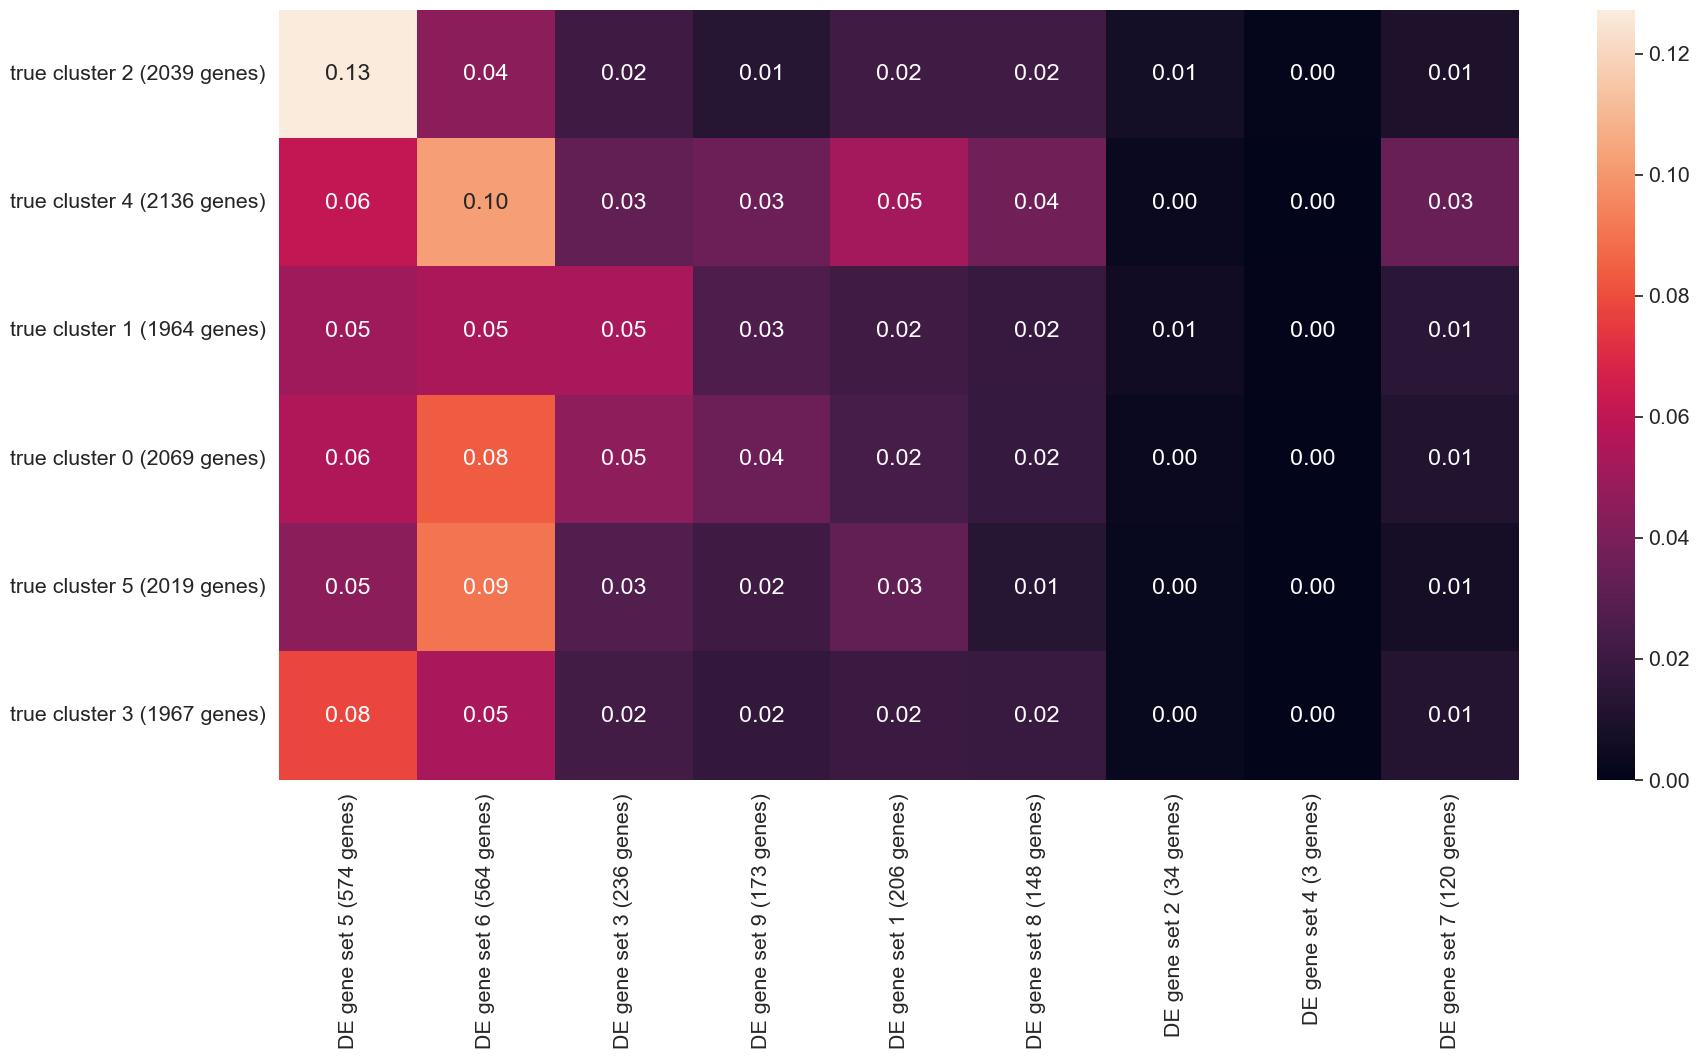 true cluster 2 (2039 genes) 0.13 0.04 0.02 0.01 0.02 0.02 0.01 0.00 0.01
true cluster 4 (2136 genes) 0.06 0.10 0.03 0.03 0.05 0.04 0.00 0.00 0.03
true cluster 1 (1964 genes) 0.05 0.05 0.05 0.03 0.02 0.02 0.01 0.00 0.01
true cluster 0 (2069 genes) 0.06 0.08 0.05 0.04 0.02 0.02 0.00 0.00 0.01
true cluster 5 (2019 genes) 0.05 0.09 0.03 0.02 0.03 0.01 0.00 0.00 0.01
true cluster 3 (1967 genes) 0.08 0.05 0.02 0.02 0.02 0.02 0.00 0.00 0.01
DE gene set 5 (574 genes)
DE gene set 6 (564 genes)
DE gene set 3 (236 genes)
DE gene set 9 (173 genes)
DE gene set 1 (206 genes)
DE gene set 8 (148 genes)
DE gene set 2 (34 genes)
DE gene set 4 (3 genes)
DE gene set 7 (120 genes)
0.12
0.10
0.08
0.06
0.04
0.02
0.00